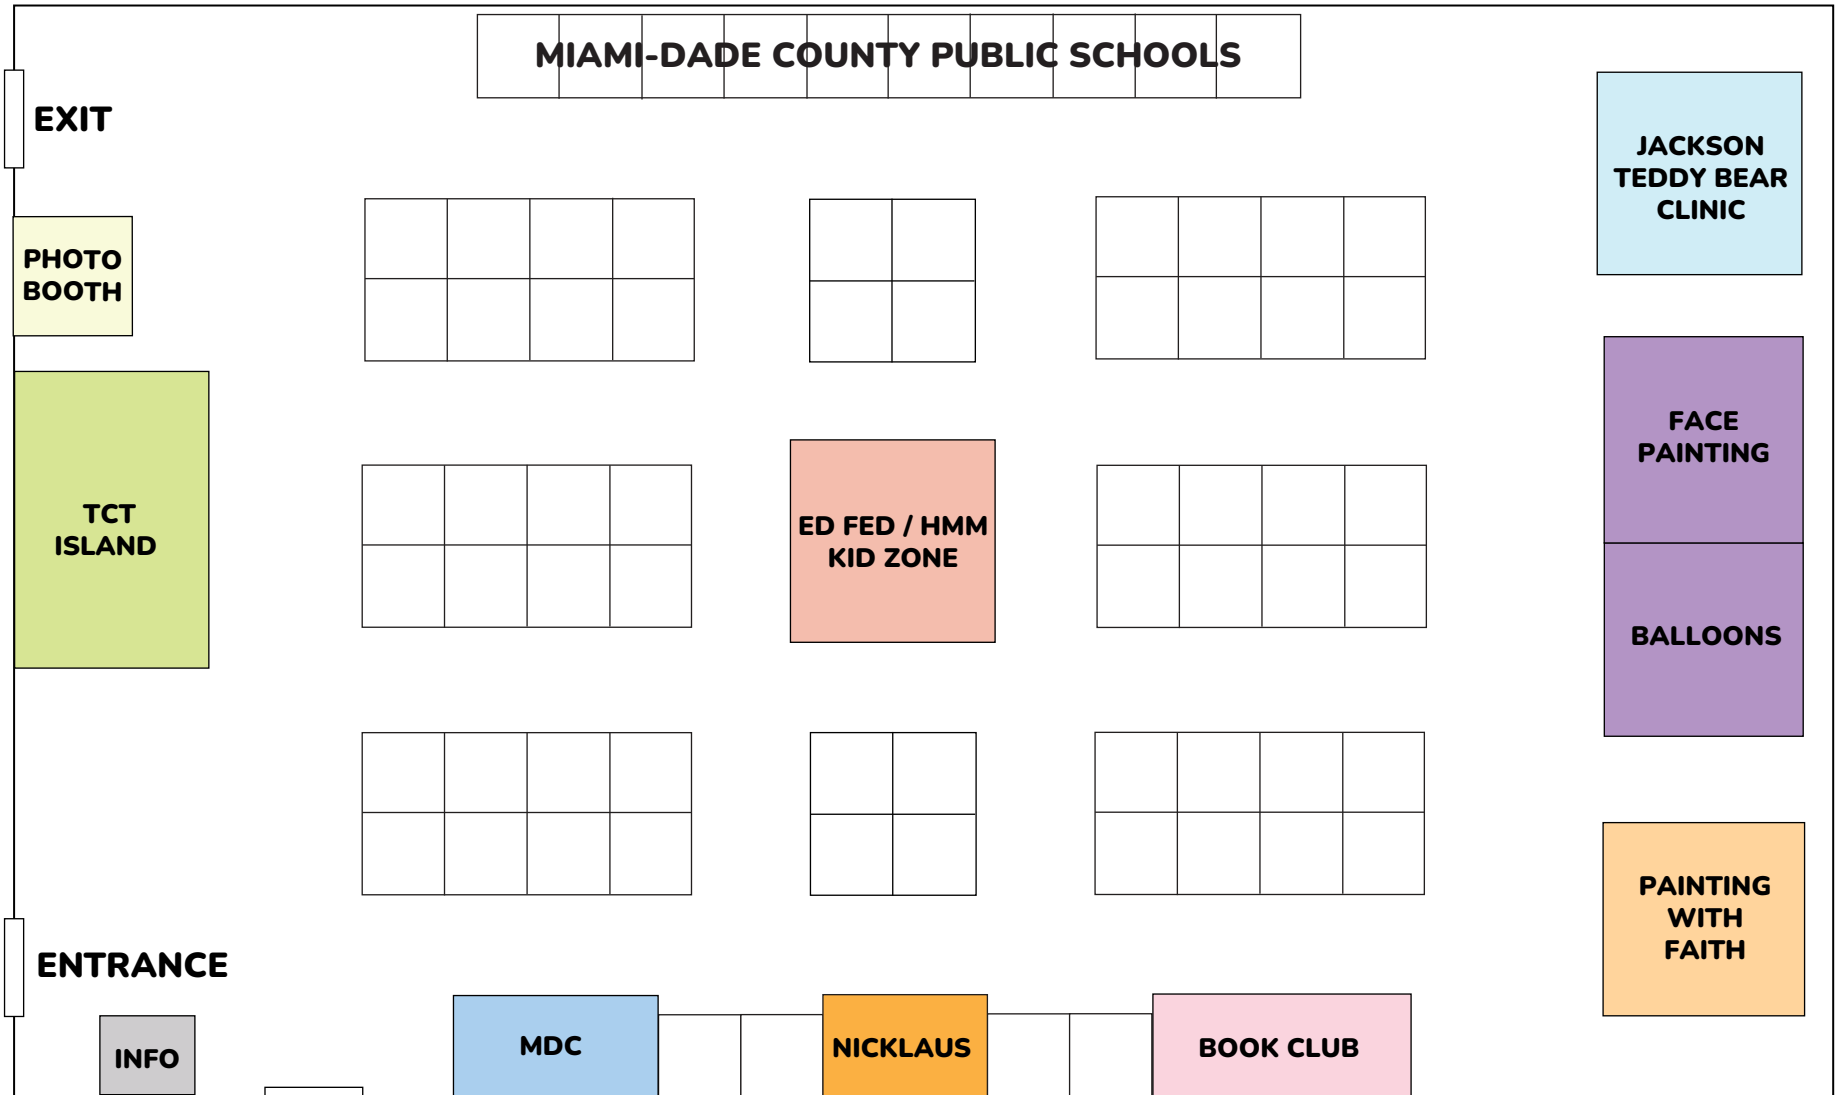 MIAMI-DADE COUNTY PUBLIC SCHOOLS
EXIT
JACKSON
TEDDY BEAR
CLINIC
PHOTO
BOOTH
FACE
PAINTING
TCT
ISLAND
ED FED / HMM
KID ZONE
BALLOONS
PAINTING
WITH
FAITH
ENTRANCE
INFO
MDC
NICKLAUS
BOOK CLUB